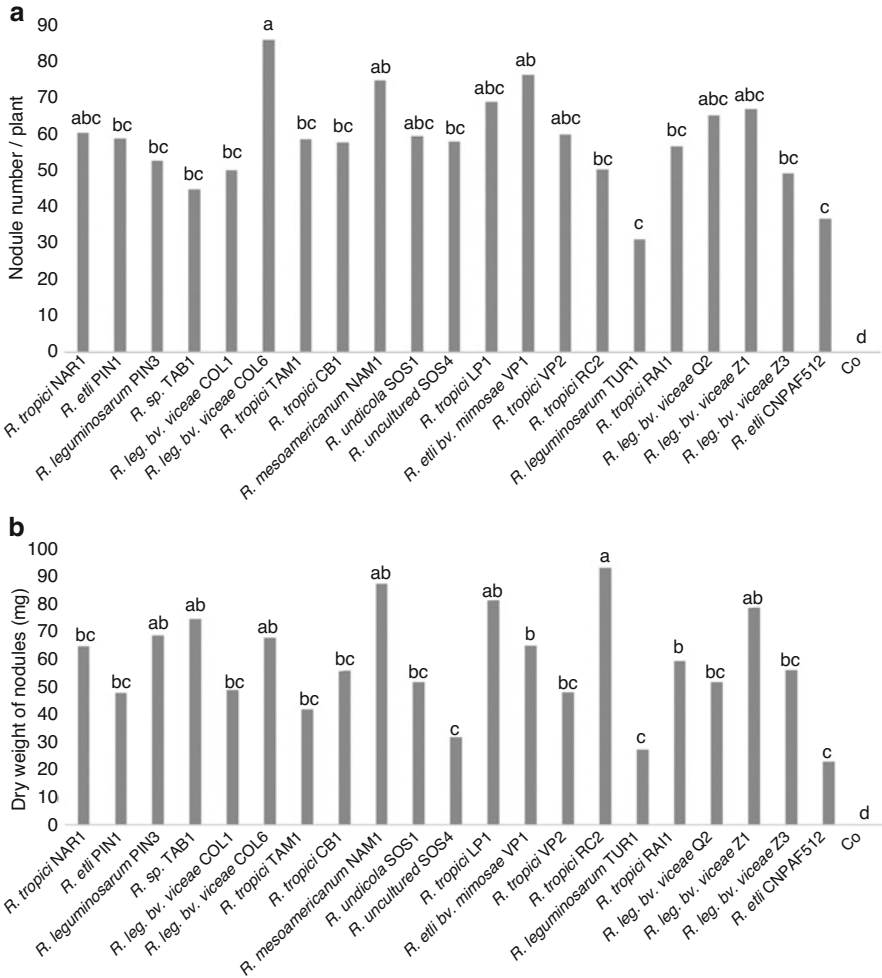 a
Nodule number / plant
90
80
70
60
50
40
30
20
10
0
abc
bc
bc
bc
bc
a
bc
bc
ab
abc
bc
abc
ab
abc
bc
c
bc
abc
abc
bc
c
d
R. tropici NAR1
R. etli PIN1
R. leguminosarum PIN3
R. sp. TAB1
R. leg. bv. viceae COL1
R. leg. bv. viceae COL6
R. tropici TAM1
R. tropici CB1
R. mesoamericanum NAM1
R. undicola SOS1
R. uncultured SOS4
R. tropici LP1
R. etli bv. mimosae VP1
R. tropici VP2
R. tropici RC2
R. leguminosarum TUR1
R. tropici RAI1
R. leg. bv. viceae Q2
R. leg. bv. viceae Z1
R. leg. bv. viceae Z3
R. etli CNPAF512
Co
b
Dry weight of nodules (mg)
100
90
80
70
60
50
40
30
20
10
0
bc
bc
ab
ab
bc
ab
bc
bc
ab
bc
c
ab
b
bc
a
c
b
bc
ab
bc
c
d
R. tropici NAR1
R. etli PIN1
R. leguminosarum PIN3
R. sp. TAB1
R. leg. bv. viceae COL1
R. leg. bv. viceae COL6
R. tropici TAM1
R. tropici CB1
R. mesoamericanum NAM1
R. undicola SOS1
R. uncultured SOS4
R. tropici LP1
R. etli bv. mimosae VP1
R. tropici VP2
R. tropici RC2
R. leguminosarum TUR1
R. tropici RAI1
R. leg. bv. viceae Q2
R. leg. bv. viceae Z1
R. leg. bv. viceae Z3
R. etli CNPAF512
Co